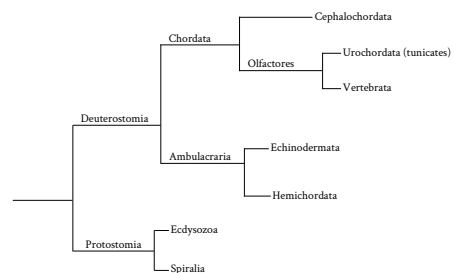 Cephalochordata
Chordata
Urochordata (tunicates)
Olfactores
Vertebrata
Deuterostomia
Echinodermata
Ambulacraria
Hemichordata
Ecdysozoa
Protostomia
Spiralia